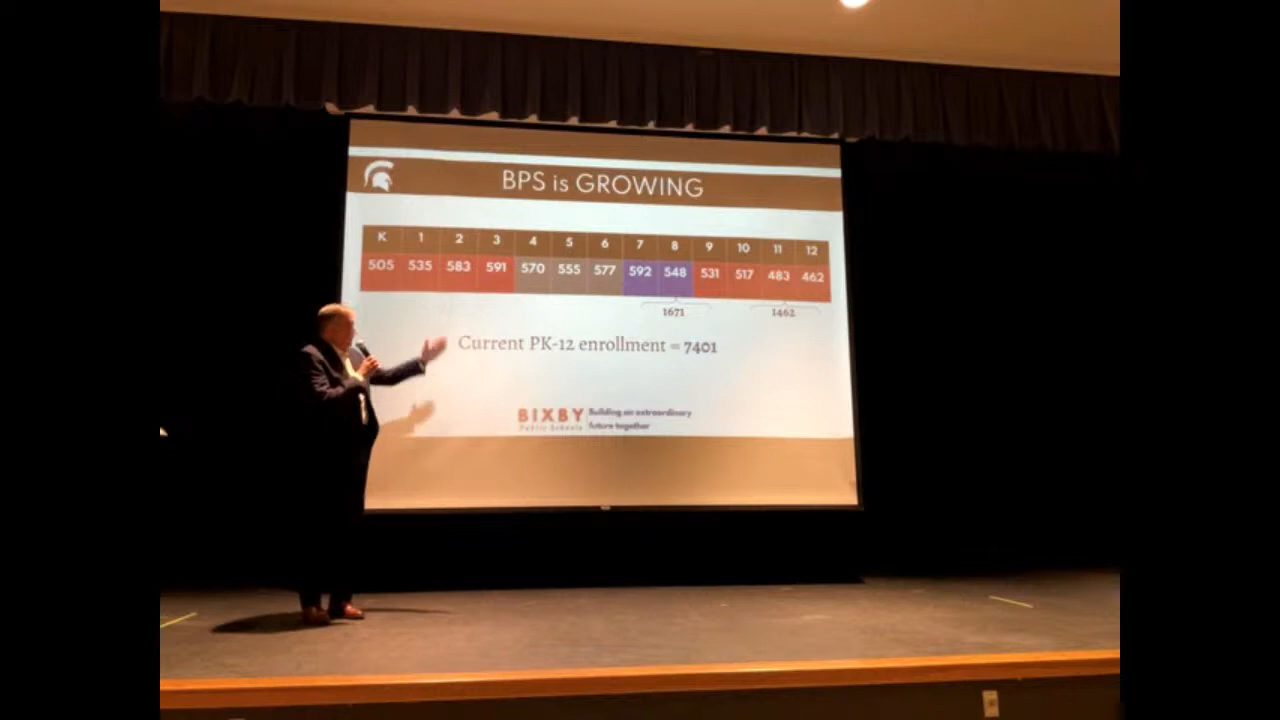 BPS is GROWING
K 1 2 3 4 5 6 7 8 9 10 11 12
505 535 583 591 570 555 577 592 548 531 517 483 462
1671 1462
Current PK-12 enrollment = 7401
BIXBY Building an extraordinary
Public Schools future together